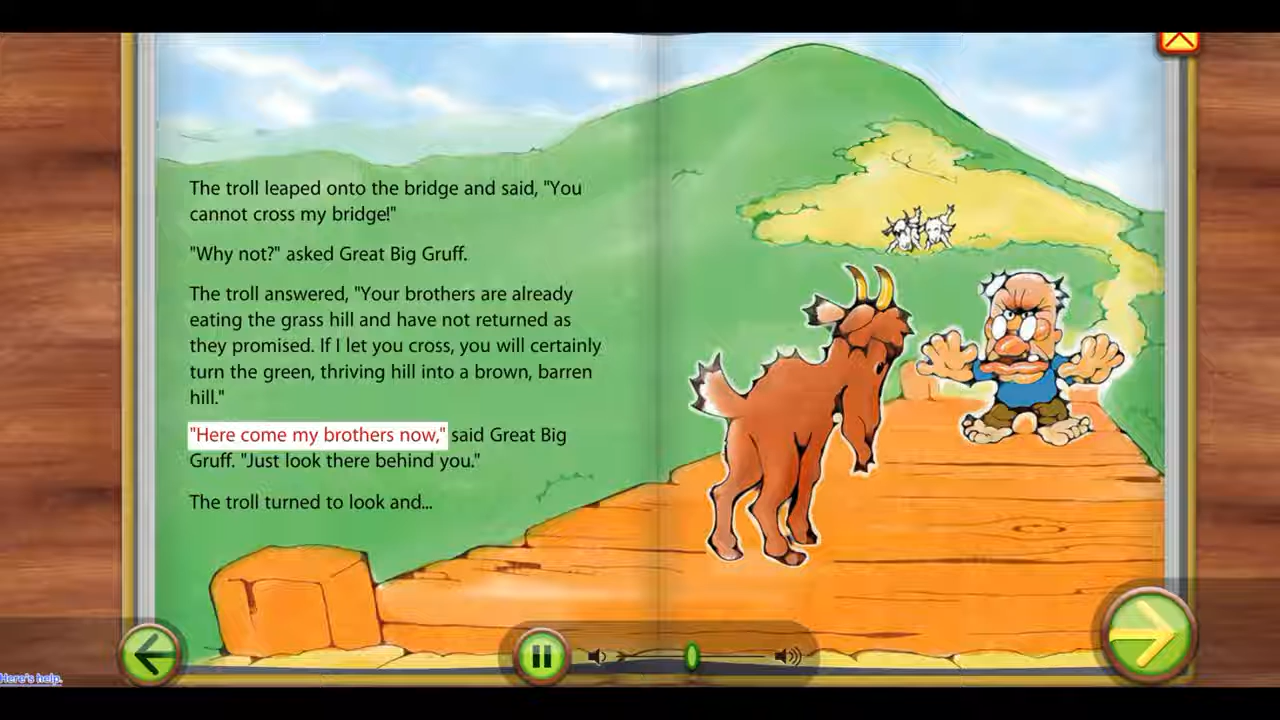 The troll leaped onto the bridge and said, "You
cannot cross my bridge!"
"Why not?" asked Great Big Gruff.
The troll answered, "Your brothers are already
eating the grass hill and have not returned as
they promised. If I let you cross, you will certainly
turn the green, thriving hill into a brown, barren
hill."
"Here come my brothers now," said Great Big
Gruff. "Just look there behind you."
The troll turned to look and...
Here's help.